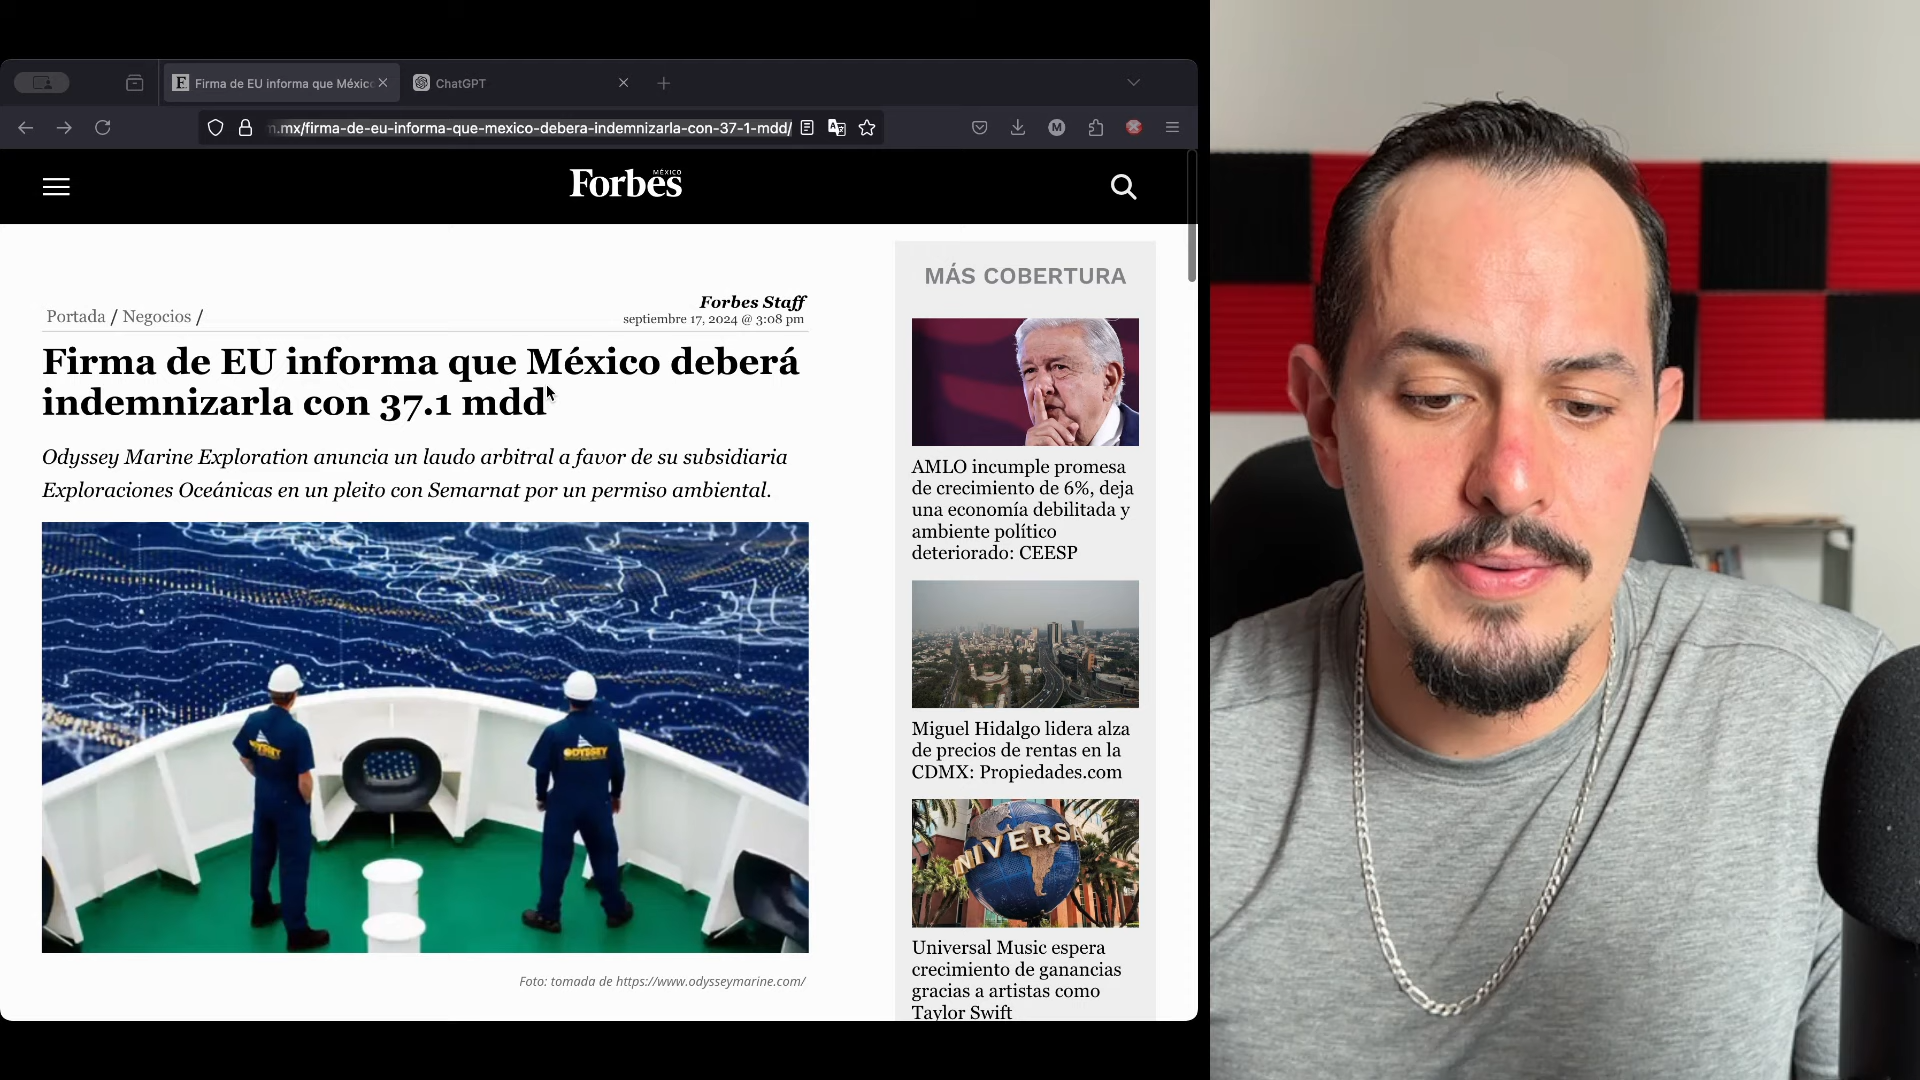 Firma de EU informa que Méxic
ChatGPT
m.mx/firma-de-eu-informa-que-mexico-debera-indemnizarla-con-37-1-mdd/
M
Forbes
MÉXICO
Portada / Negocios /
Forbes Staff
septiembre 17, 2024 @ 3:08 pm
Firma de EU informa que México deberá
indemnizarla con 37.1 mdd
Odyssey Marine Exploration anuncia un laudo arbitral a favor de su subsidiaria
Exploraciones Oceánicas en un pleito con Semarnat por un permiso ambiental.
ODYSSEY
ODYSSEY
Foto: tomada de https://www.odysseymarine.com/
MÁS COBERTURA
AMLO incumple promesa
de crecimiento de 6%, deja
una economía debilitada y
ambiente político
deteriorado: CEESP
Miguel Hidalgo lidera alza
de precios de rentas en la
CDMX: Propiedades.com
NIVERSA
Universal Music espera
crecimiento de ganancias
gracias a artistas como
Taylor Swift